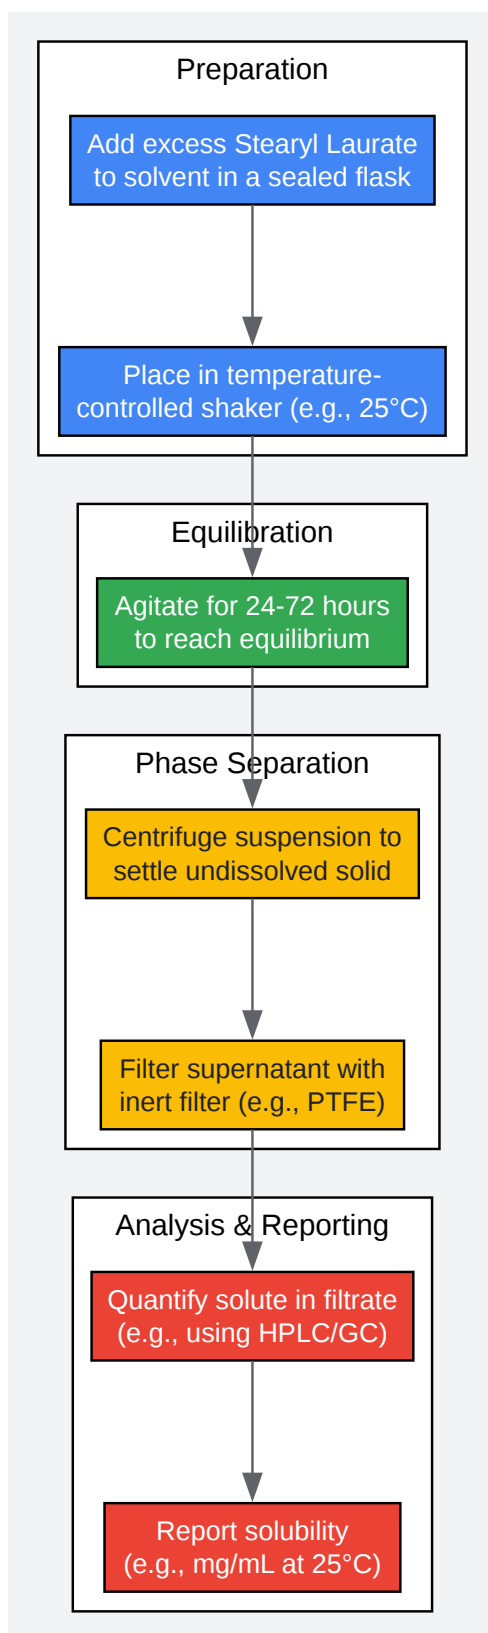 Preparation
Add excess Stearyl Laurate
to solvent in a sealed flask
Place in temperature-
controlled shaker (e.g., 25°C)
Equilibration
Agitate for 24-72 hours
to reach equilibrium
Phase Separation
Centrifuge suspension to
settle undissolved solid
Filter supernatant with
inert filter (e.g., PTFE)
Analysis & Reporting
Quantify solute in filtrate
(e.g., using HPLC/GC)
Report solubility
(e.g., mg/mL at 25°C)